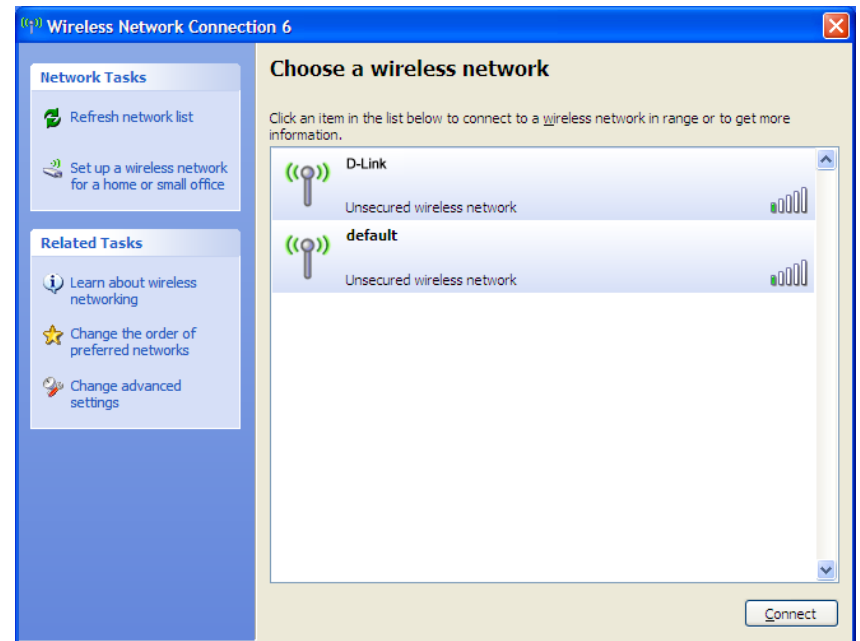 Wireless Network Connection 6
Network Tasks
Refresh network list
Set up a wireless network
for a home or small office
Related Tasks
Learn about wireless
networking
Change the order of
preferred networks
Change advanced
settings
Choose a wireless network
Click an item in the list below to connect to a wireless network in range or to get more
information.
D-Link
Unsecured wireless network
default
Unsecured wireless network
Connect